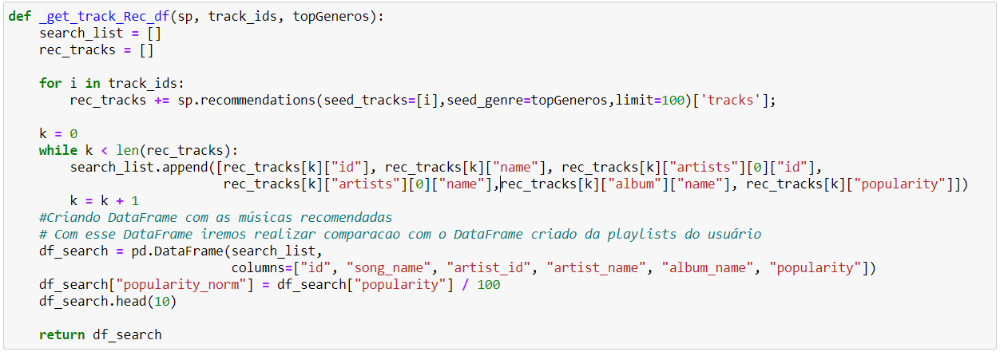 def _get_track_Rec_df(sp, track_ids, topGeneros):
    search_list = []
    rec_tracks = []

    for i in track_ids:
        rec_tracks += sp.recommendations(seed_tracks=[i],seed_genre=topGeneros,limit=100)['tracks'];

    k = 0
    while k < len(rec_tracks):
        search_list.append([rec_tracks[k]["id"], rec_tracks[k]["name"], rec_tracks[k]["artists"][0]["id"],
                            rec_tracks[k]["artists"][0]["name"],rec_tracks[k]["album"]["name"], rec_tracks[k]["popularity"]])
        k = k + 1
    #Criando DataFrame com as músicas recomendadas
    # Com esse DataFrame iremos realizar comparacao com o DataFrame criado da playlists do usuário
    df_search = pd.DataFrame(search_list,
                             columns=["id", "song_name", "artist_id", "artist_name", "album_name", "popularity"])
    df_search["popularity_norm"] = df_search["popularity"] / 100
    df_search.head(10)

    return df_search